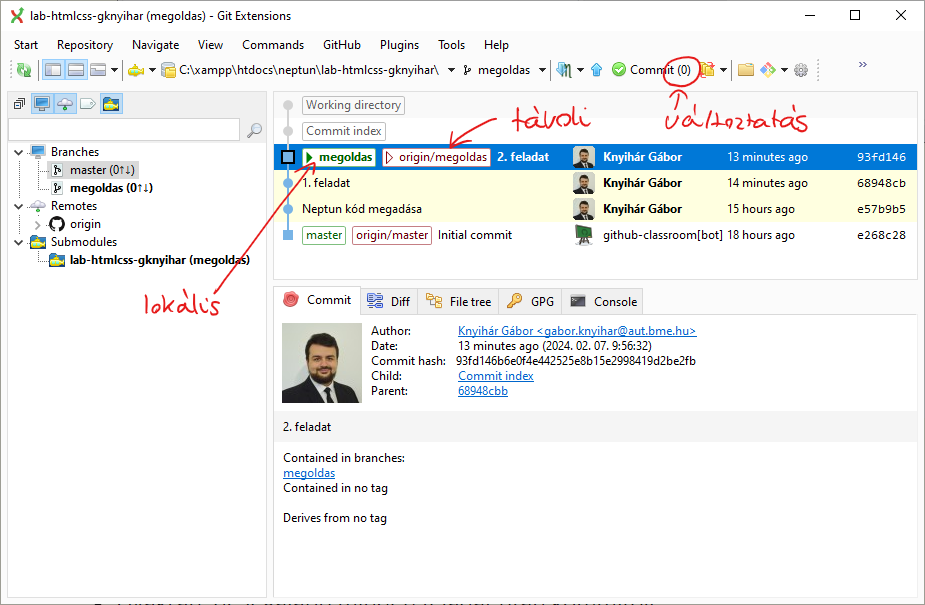 lab-htmlcss-gknyihar (megoldas) - Git Extensions
Start Repository Navigate View Commands GitHub Plugins Tools Help
C:\xampp\htdocs\neptun\lab-htmlcss-gknyihar\ megoldas Commit (0) »
Working directory
távoli
változtatás
Commit index
megoldas origin/megoldas 2. feladat Knyihár Gábor 13 minutes ago 93fd146
1. feladat Knyihár Gábor 14 minutes ago 68948cb
Neptun kód megadása Knyihár Gábor 15 hours ago e57b9b5
master origin/master Initial commit github-classroom[bot] 18 hours ago e268c28
Branches
master (0↑↓)
megoldas (0↑↓)
Remotes
origin
Submodules
lab-htmlcss-gknyihar (megoldas)
lokális
Commit Diff File tree GPG Console
Author: Knyihár Gábor <gabor.knyihar@aut.bme.hu>
Date: 13 minutes ago (2024. 02. 07. 9:56:32)
Commit hash: 93fd146b6e0f4e442525e8b15e2998419d2be2fb
Child: Commit index
Parent: 68948cbb
2. feladat
Contained in branches:
megoldas
Contained in no tag
Derives from no tag